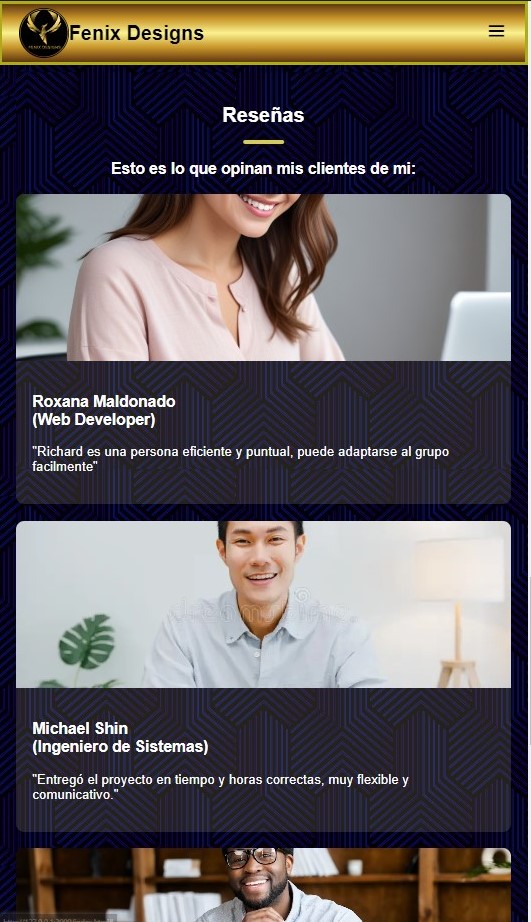 FENIX DESIGNS
Fenix Designs
Reseñas
Esto es lo que opinan mis clientes de mi:
Roxana Maldonado
(Web Developer)
"Richard es una persona eficiente y puntual, puede adaptarse al grupo
facilmente"
Michael Shin
(Ingeniero de Sistemas)
"Entregó el proyecto en tiempo y horas correctas, muy flexible y
comunicativo."